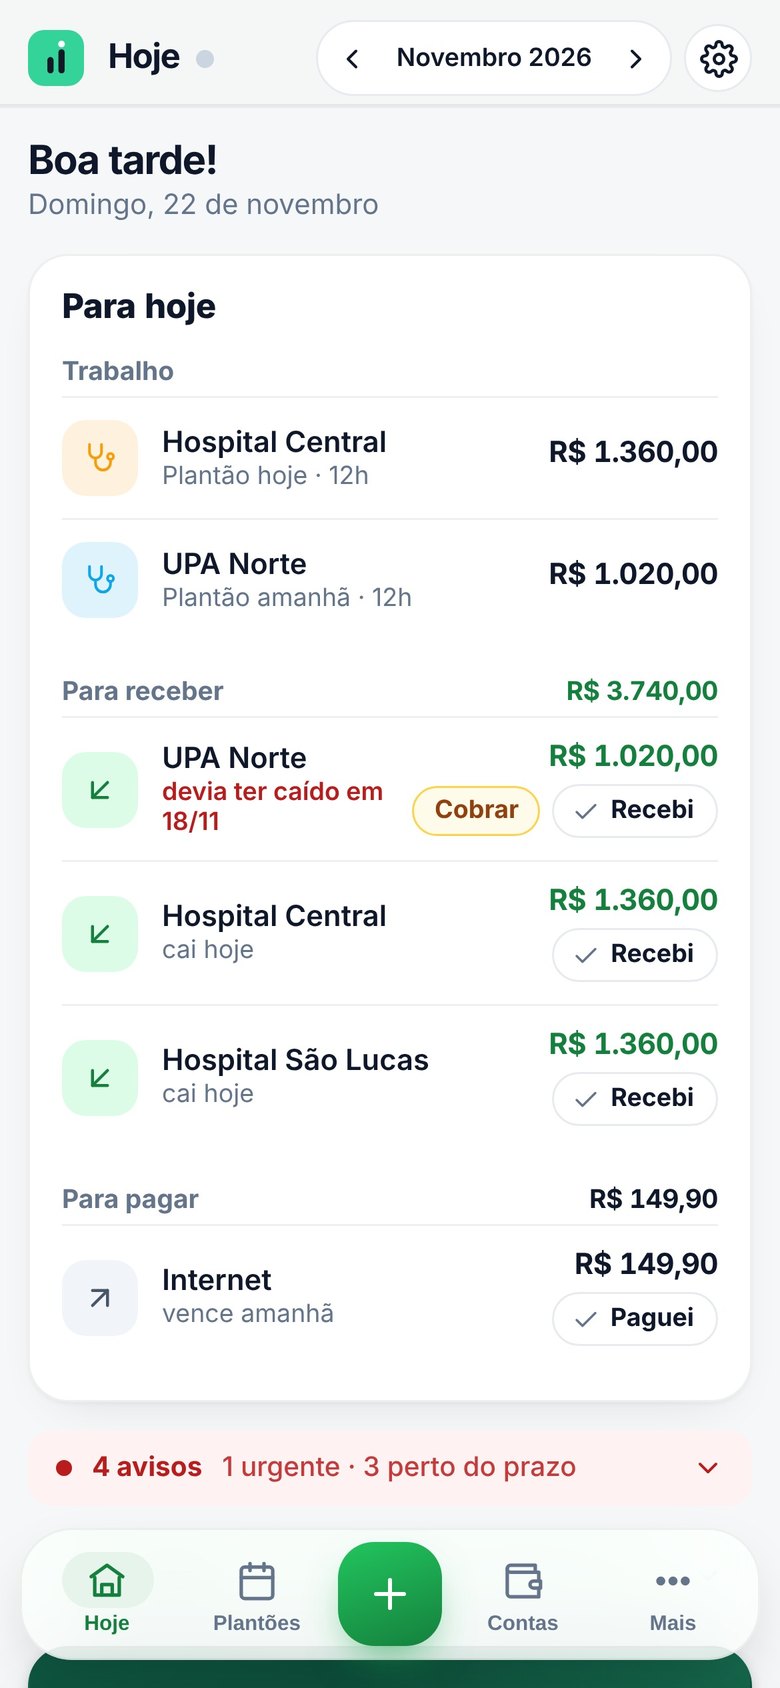 Hoje
Novembro 2026
Boa tarde!
Domingo, 22 de novembro
Para hoje
Trabalho
Hospital Central
Plantão hoje · 12h
R$ 1.360,00
UPA Norte
Plantão amanhã · 12h
R$ 1.020,00
Para receber
R$ 3.740,00
UPA Norte
devia ter caído em
18/11
R$ 1.020,00
Cobrar
Recebi
Hospital Central
cai hoje
R$ 1.360,00
Recebi
Hospital São Lucas
cai hoje
R$ 1.360,00
Recebi
Para pagar
R$ 149,90
Internet
vence amanhã
R$ 149,90
Paguei
4 avisos 1 urgente · 3 perto do prazo
Hoje
Plantões
Contas
Mais